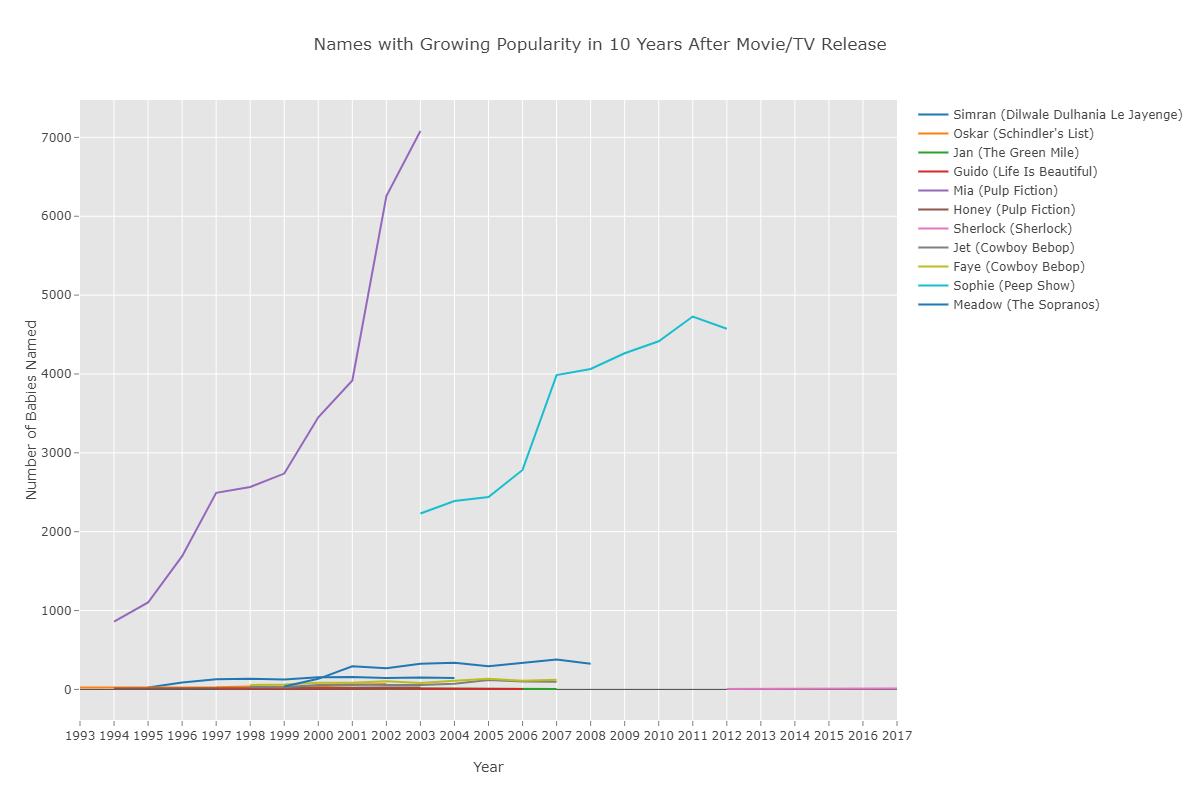 Names with Growing Popularity in 10 Years After Movie/TV Release
Simran (Dilwale Dulhania Le Jayenge)
Oskar (Schindler's List)
Jan (The Green Mile)
Guido (Life Is Beautiful)
Mia (Pulp Fiction)
Honey (Pulp Fiction)
Sherlock (Sherlock)
Jet (Cowboy Bebop)
Faye (Cowboy Bebop)
Sophie (Peep Show)
Meadow (The Sopranos)
Number of Babies Named
7000
6000
5000
4000
3000
2000
1000
0
1993 1994 1995 1996 1997 1998 1999 2000 2001 2002 2003 2004 2005 2006 2007 2008 2009 2010 2011 2012 2013 2014 2015 2016 2017
Year